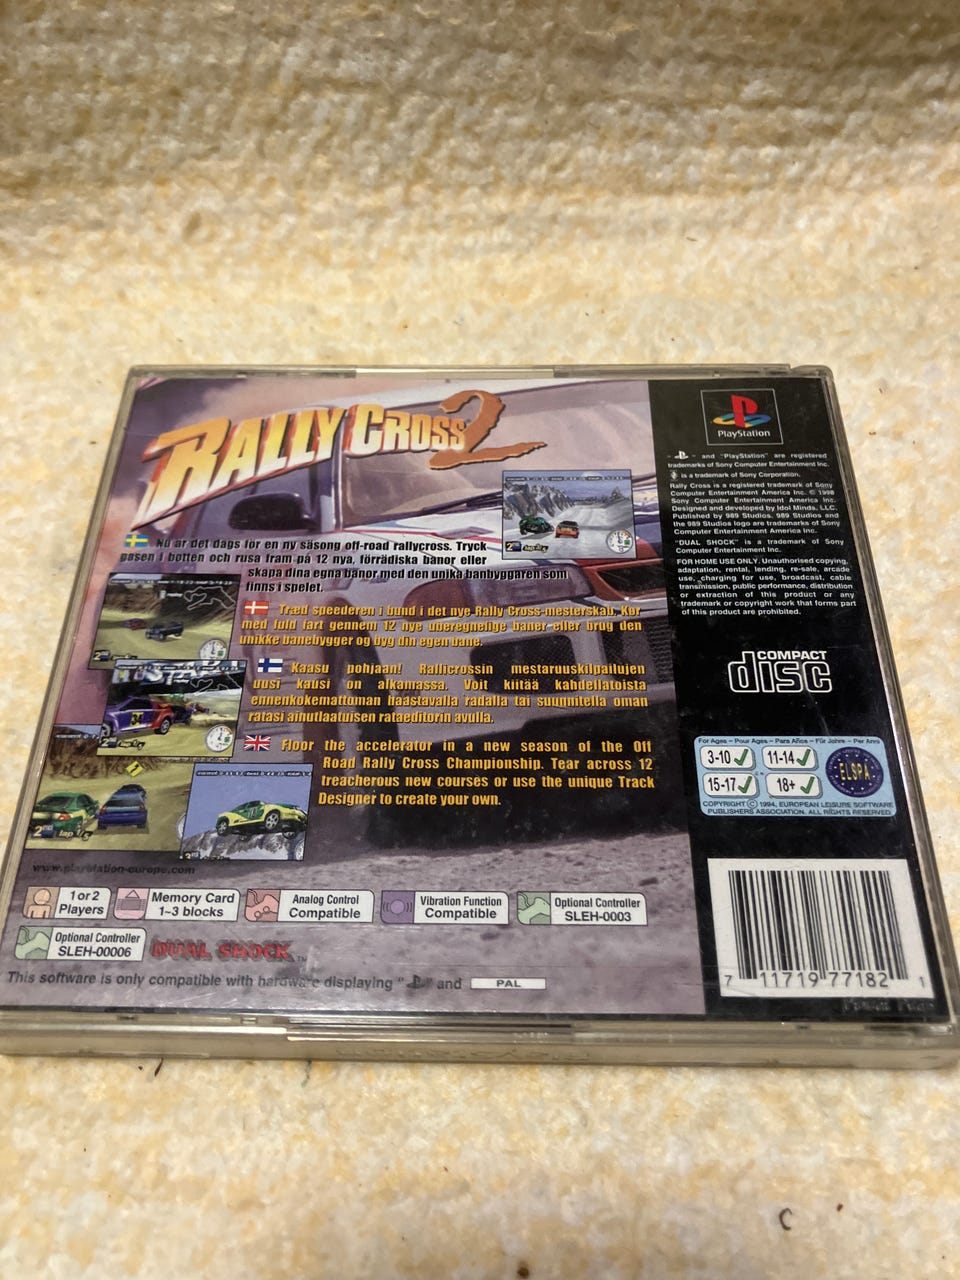 RALLY CROSS 2
Nu är det dags för en ny säsong off-road rallycross. Tryck
gasen i botten och rusa fram på 12 nya, förrädiska banor eller
skapa dina egna banor med den unika banbyggaren som
finns i spelet.
Træd speederen i bund i det nye Rally Cross-mesterskab. Kør
med fuld fart gennem 12 nye uberegnelige baner eller brug den
unikke banebygger og byg din egen bane.
Kaasu pohjaan! Rallicrossin mestaruuskilpailujen
uusi kausi on alkamassa. Voit kiitää kahdellatoista
ennenkokemattoman haastavalla radalla tai suunnitella oman
ratasi ainutlaatuisen rataeditorin avulla.
Floor the accelerator in a new season of the Off
Road Rally Cross Championship. Tear across 12
treacherous new courses or use the unique Track
Designer to create your own.
www.playstation-europe.com
1 or 2
Players
Memory Card
1~3 blocks
Analog Control
Compatible
Vibration Function
Compatible
Optional Controller
SLEH-0003
Optional Controller
SLEH-00006
DUAL SHOCK™
This software is only compatible with hardware displaying " " and PAL
PlayStation
" " and "PlayStation" are registered
trademarks of Sony Computer Entertainment Inc.
is a trademark of Sony Corporation.
Rally Cross is a registered trademark of Sony
Computer Entertainment America Inc. © 1998
Sony Computer Entertainment America Inc.
Designed and developed by Idol Minds, LLC.
Published by 989 Studios. 989 Studios and
the 989 Studios logo are trademarks of Sony
Computer Entertainment America Inc.
"DUAL SHOCK" is a trademark of Sony
Computer Entertainment Inc.
FOR HOME USE ONLY. Unauthorised copying,
adaptation, rental, lending, re-sale, arcade
use, charging for use, broadcast, cable
transmission, public performance, distribution
or extraction of this product or any
trademark or copyright work that forms part
of this product are prohibited.
COMPACT
disc
For Ages - Pour Ages - Para Años - Für Jahre - Per Anni
3-10 11-14
15-17 18+
ELSPA
COPYRIGHT © 1994, EUROPEAN LEISURE SOFTWARE
PUBLISHERS ASSOCIATION. ALL RIGHTS RESERVED
7 11719 77182 1